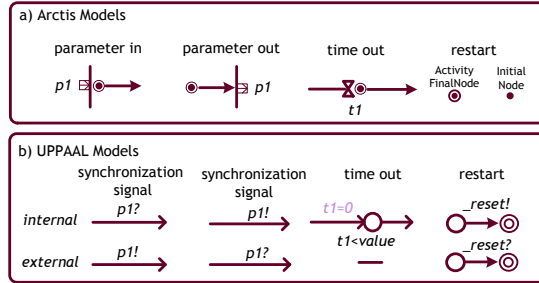 a) Arctis Models
parameter in parameter out time out restart
p1 p1 t1
Activity FinalNode
Initial Node
b) UPPAAL Models
synchronization signal synchronization signal time out restart
internal p1? p1! t1=0 t1<value _reset!
external p1! p1? _reset?